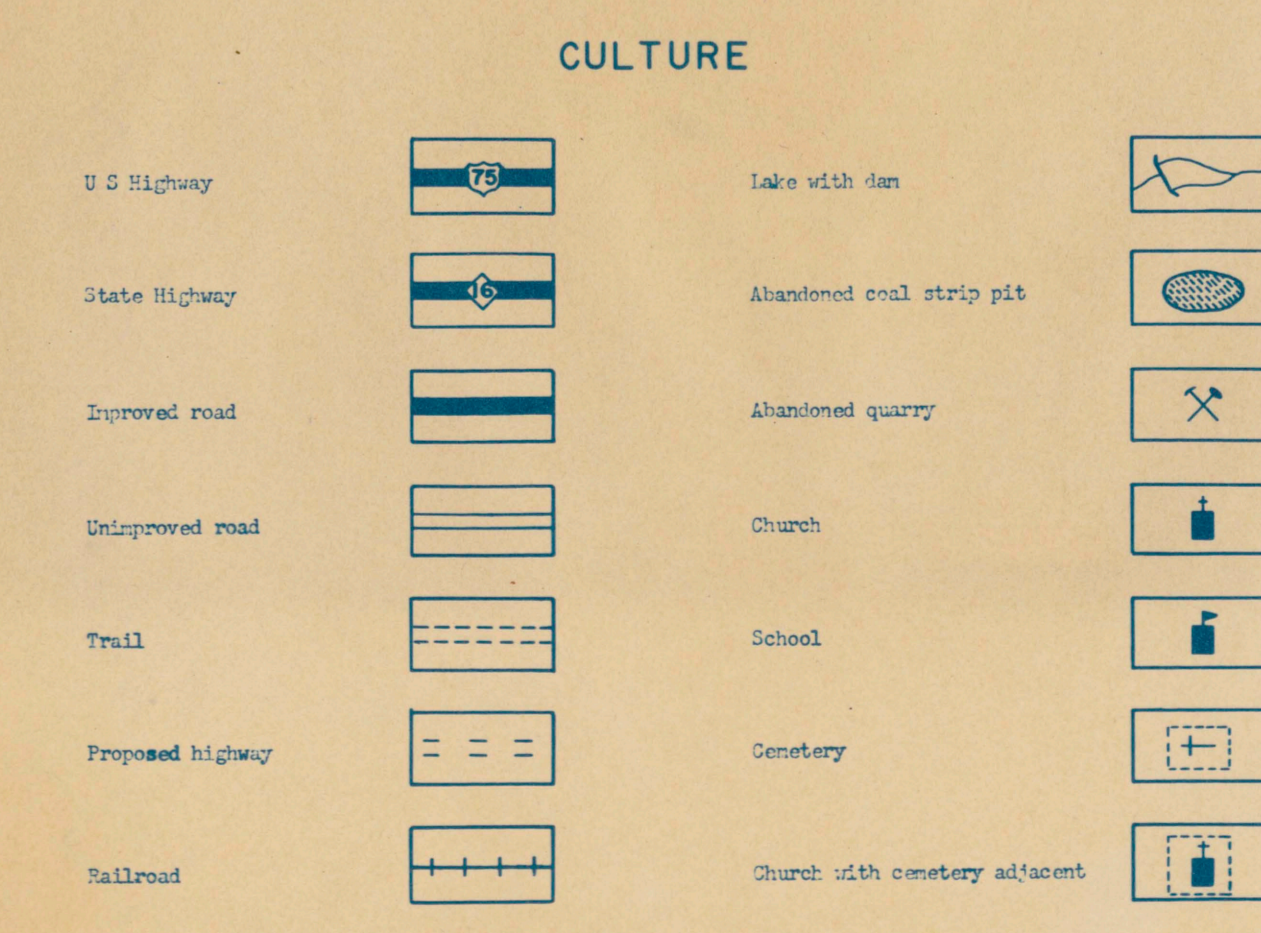 CULTURE
U S Highway
75
State Highway
16
Improved road
Unimproved road
Trail
Proposed highway
Railroad
Lake with dam
Abandoned coal strip pit
Abandoned quarry
Church
School
Cemetery
Church with cemetery adjacent